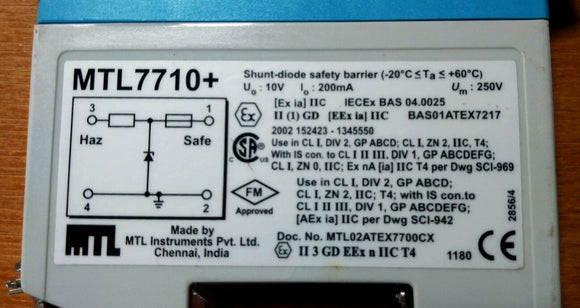 MTL7710+
Shunt-diode safety barrier (-20°C ≤ Ta ≤ +60°C)
Uo : 10V Io : 200mA Um : 250V
[Ex ia] IIC IECEx BAS 04.0025
Ex II (1) GD [EEx ia] IIC BAS01ATEX7217
2002 152423 - 1345550
Use in CL I, DIV 2, GP ABCD; CL I, ZN 2, IIC, T4;
With IS con. to CL I II III, DIV 1, GP ABCDEFG;
CL I, ZN 0, IIC; Ex nA [ia] IIC T4 per Dwg SCI-969
Use in CL I, DIV 2, GP ABCD;
CL I, ZN 2, IIC; T4; with IS con to
CL I II III, DIV 1, GP ABCDEFG;
[AEx ia] IIC per Dwg SCI-942
3 1
Haz Safe
4 2
SA
FM
Approved
MTL
Made by
MTL Instruments Pvt. Ltd.
Chennai, India
Doc. No. MTL02ATEX7700CX
Ex II 3 GD EEx n IIC T4
1180 CE
2856/4